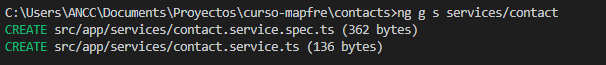 C:\Users\ANCC\Documents\Proyectos\curso-mapfre\contacts>ng g s services/contact
CREATE src/app/services/contact.service.spec.ts (362 bytes)
CREATE src/app/services/contact.service.ts (136 bytes)